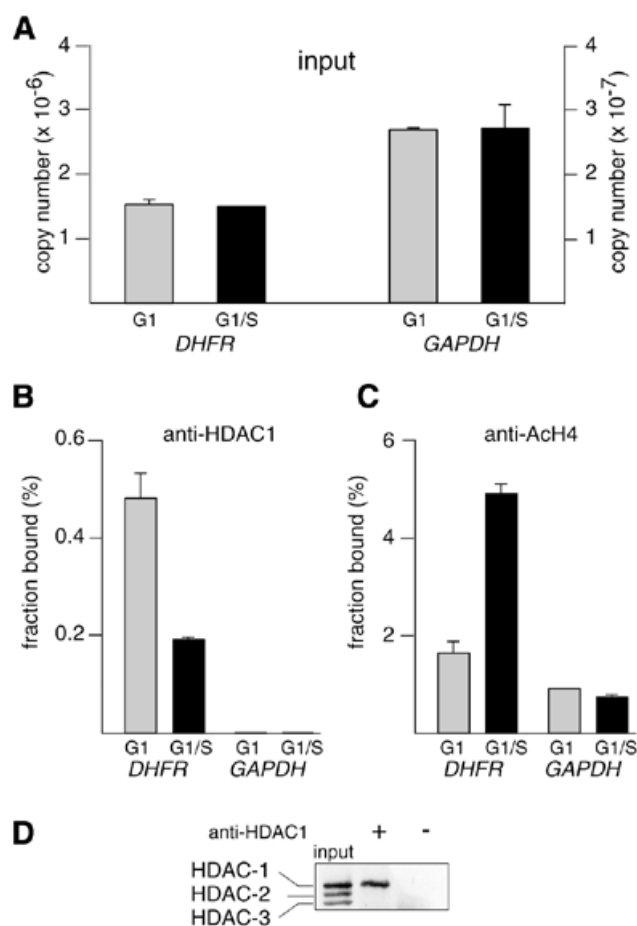 A
input
copy number (x 10^-6)
4
3
2
1
copy number (x 10^-7)
4
3
2
1
G1 G1/S G1 G1/S
DHFR GAPDH
B
anti-HDAC1
fraction bound (%)
0.6
0.4
0.2
G1 G1/S G1 G1/S
DHFR GAPDH
C
anti-AcH4
fraction bound (%)
6
4
2
G1 G1/S G1 G1/S
DHFR GAPDH
D
anti-HDAC1 + -
input
HDAC-1
HDAC-2
HDAC-3